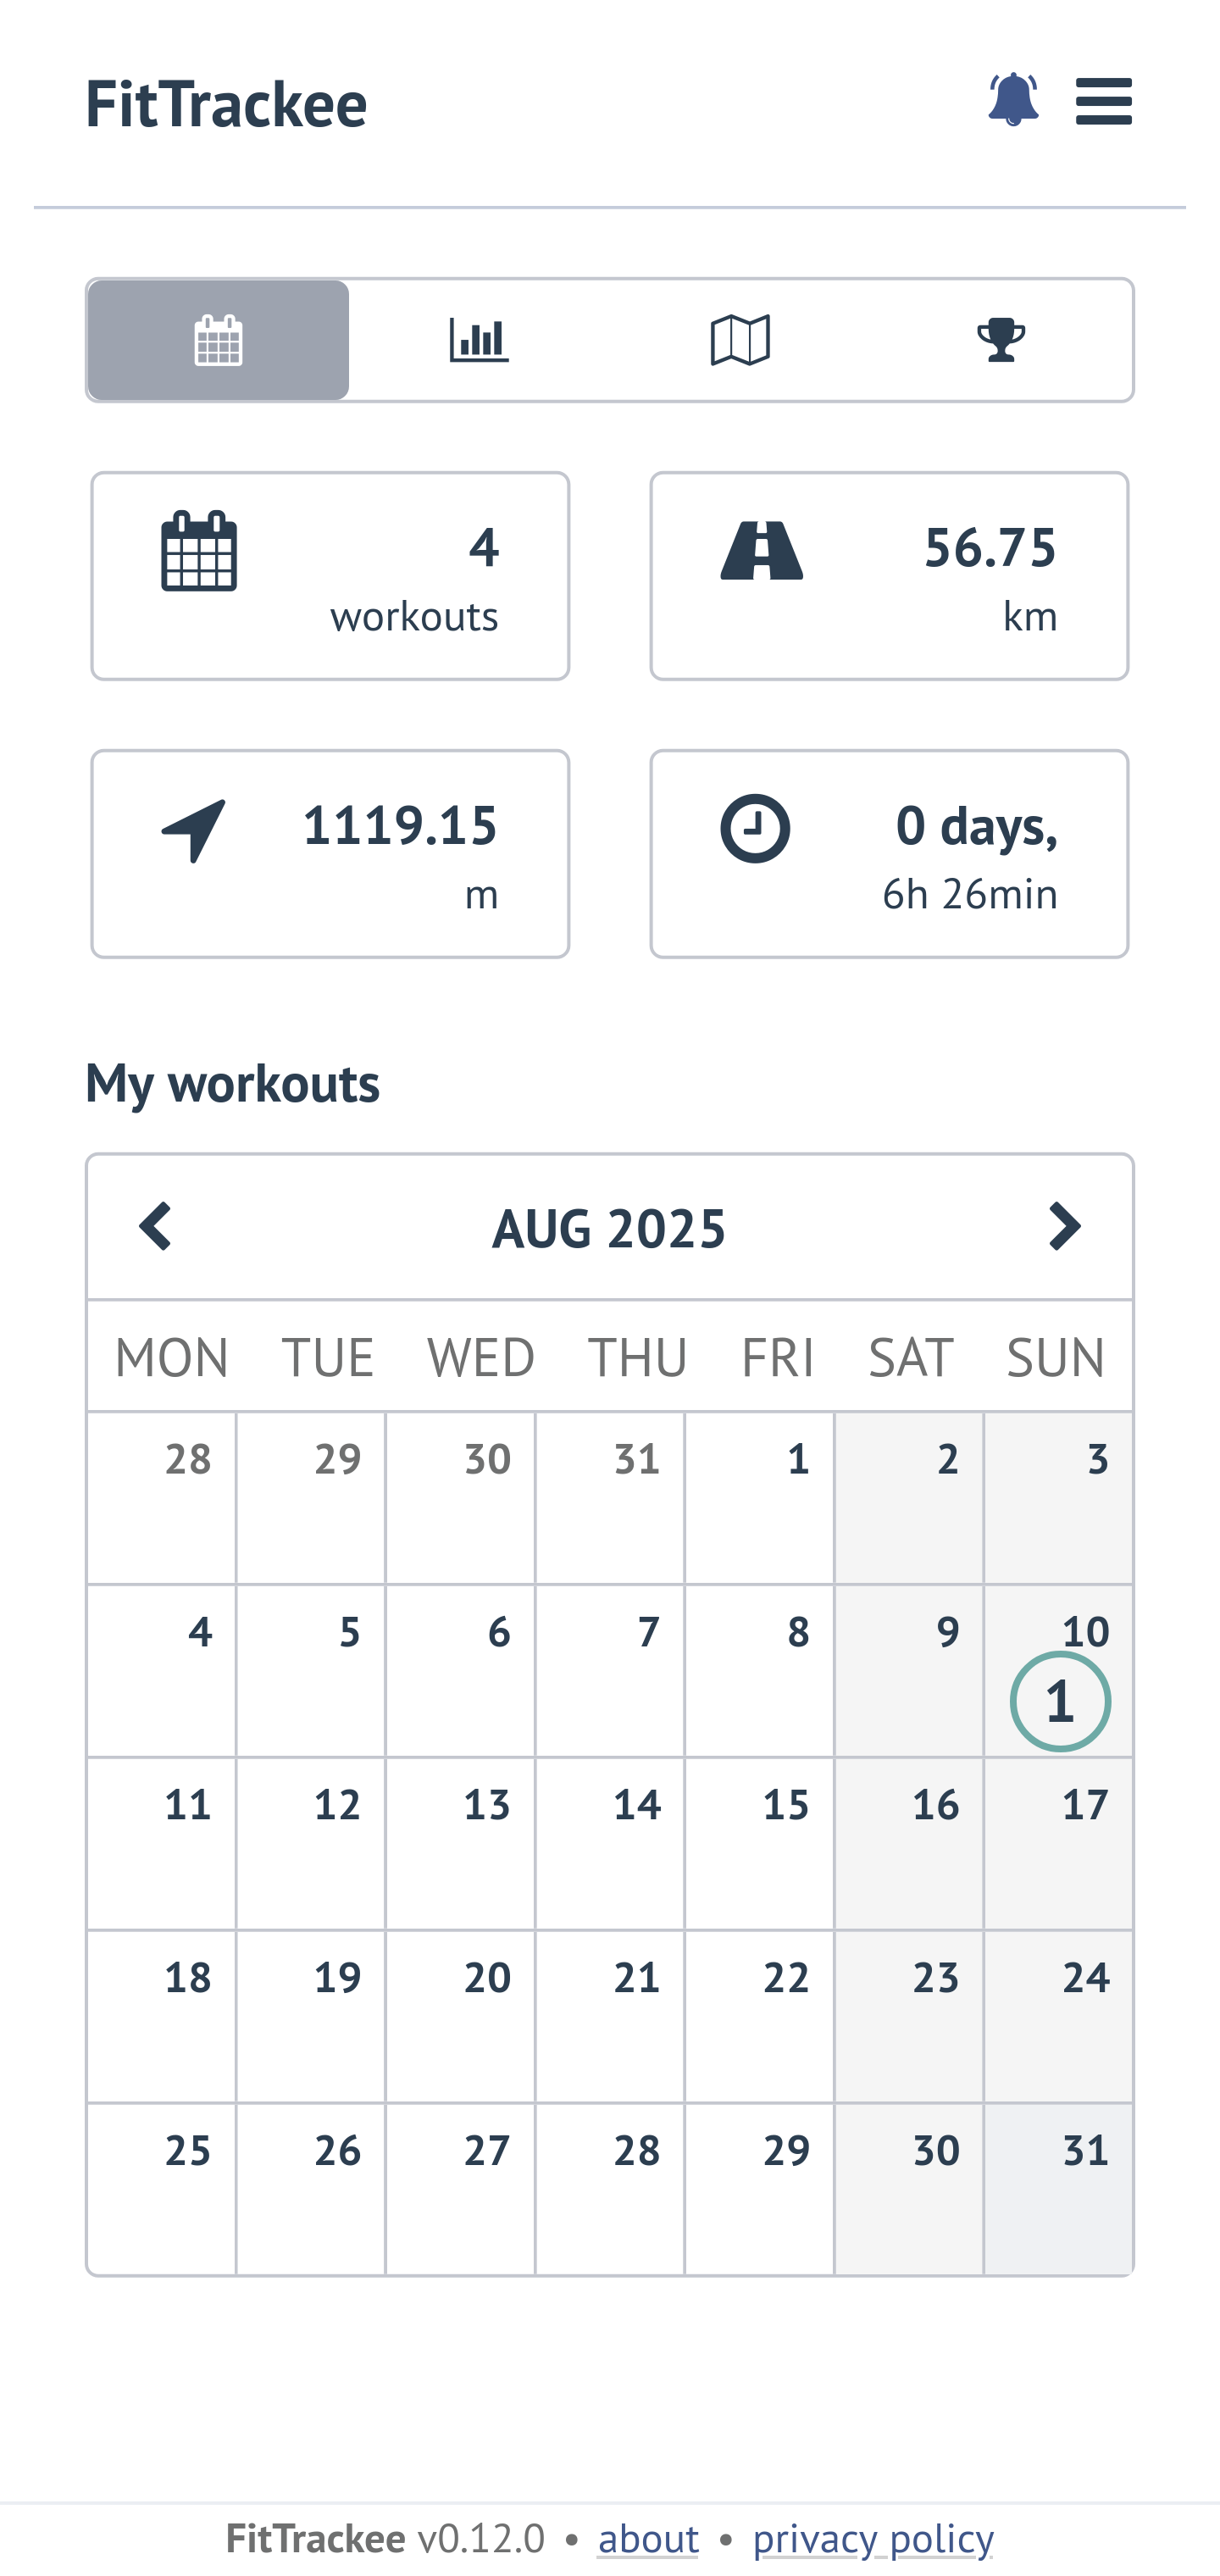 FitTrackee
4
workouts
56.75
km
1119.15
m
0 days,
6h 26min
My workouts
AUG 2025
MON TUE WED THU FRI SAT SUN
28 29 30 31 1 2 3
4 5 6 7 8 9 10
1
11 12 13 14 15 16 17
18 19 20 21 22 23 24
25 26 27 28 29 30 31
FitTrackee v0.12.0 • about • privacy policy